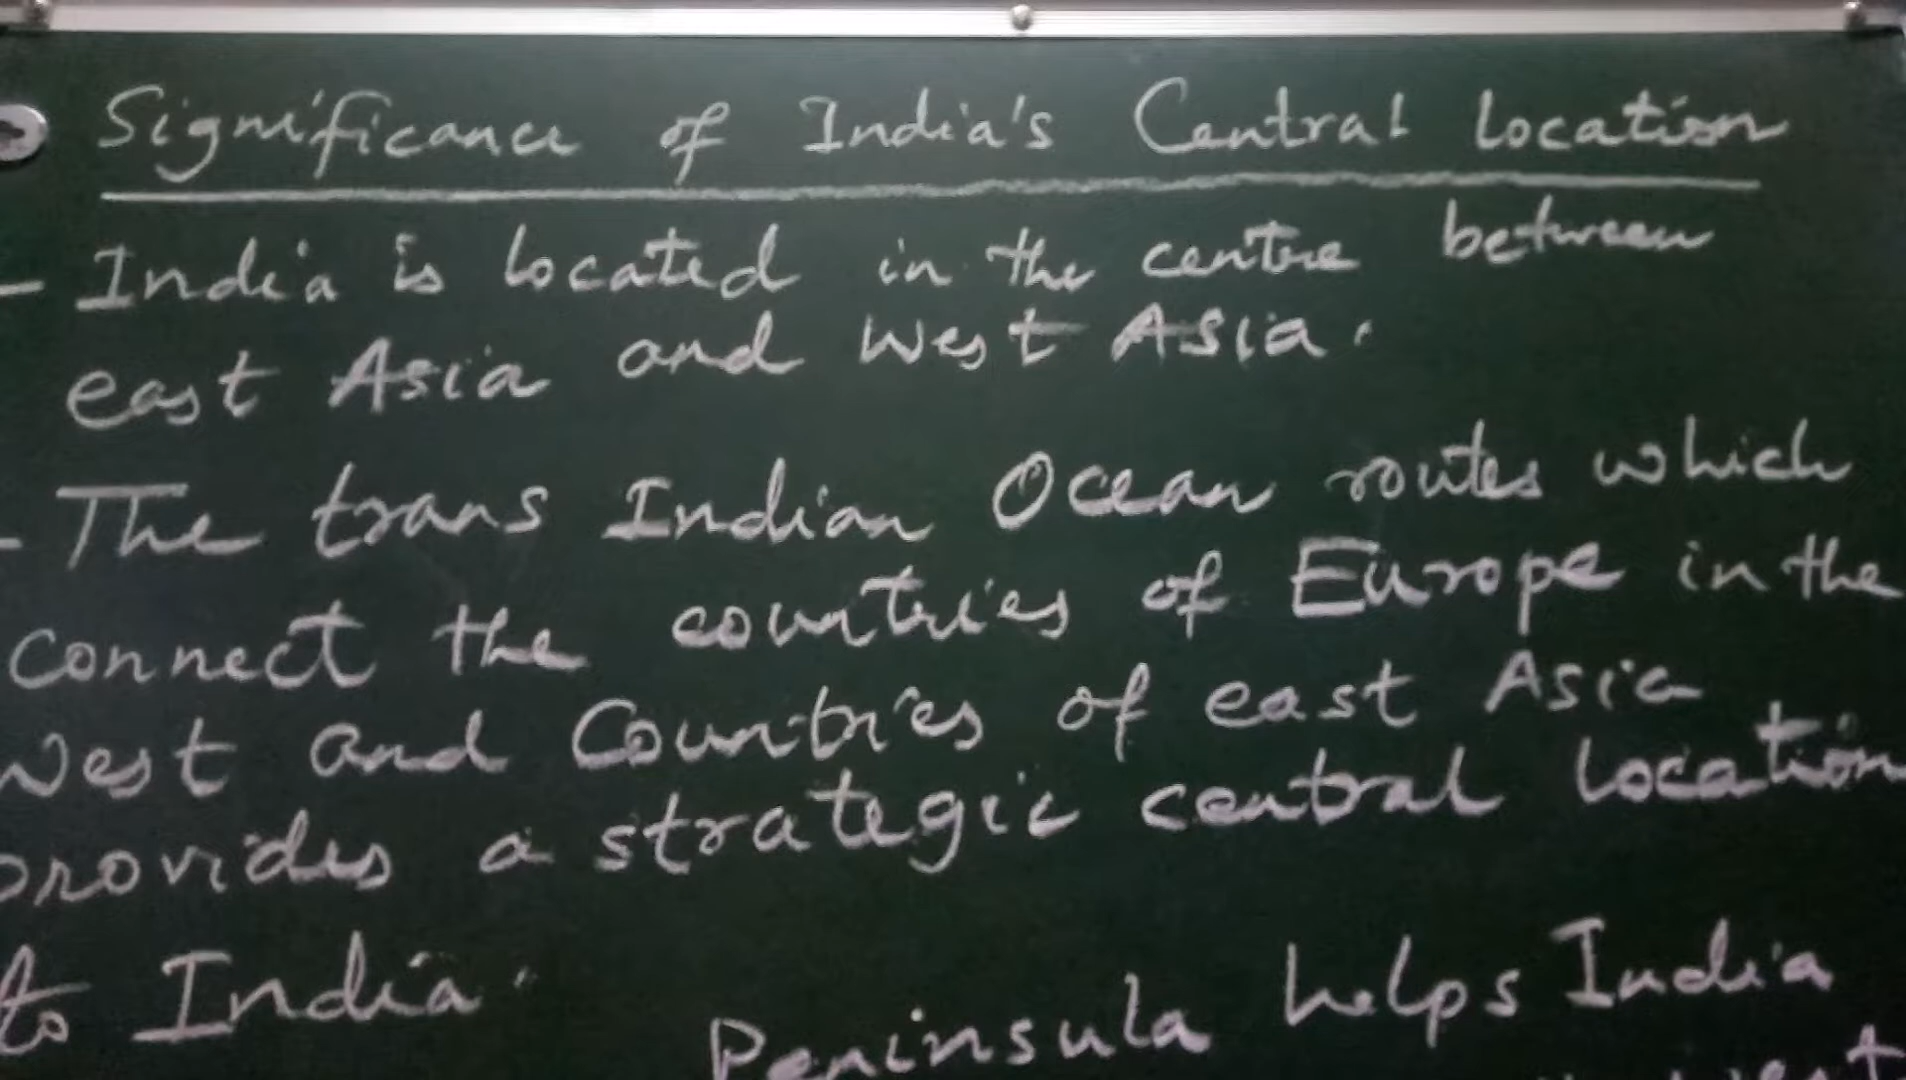 Significance of India's Central Location
- India is located in the centre between
east Asia and West Asia.
- The trans Indian Ocean routes which
connect the countries of Europe in the
West and Countries of east Asia
provides a strategic central location
to India.
Peninsula helps India